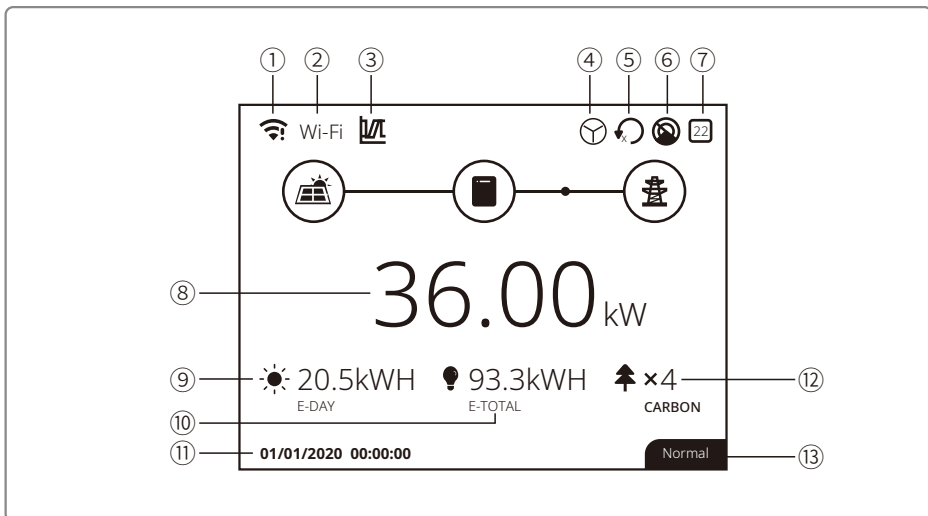 ① ② ③ ④ ⑤ ⑥ ⑦
Wi-Fi 22
x
⑧ 36.00 kW
⑨ 20.5kWH 93.3kWH ×4 ⑫
E-DAY E-TOTAL CARBON
⑩
⑪ 01/01/2020 00:00:00 Normal ⑬